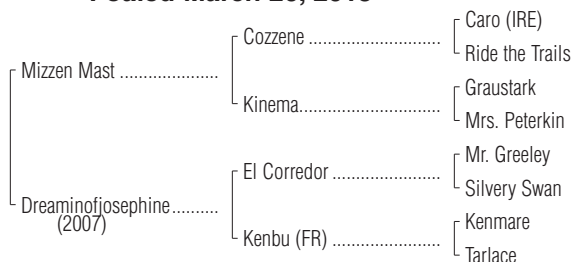 Foaled March
Caro (IRE)
Cozzene
Ride the Trails
Mizzen Mast
Graustark
Kinema
Mrs. Peterkin
Mr. Greeley
El Corredor
Silvery Swan
Dreaminofjosephine
(2007)
Kenmare
Kenbu (FR)
Tarlace